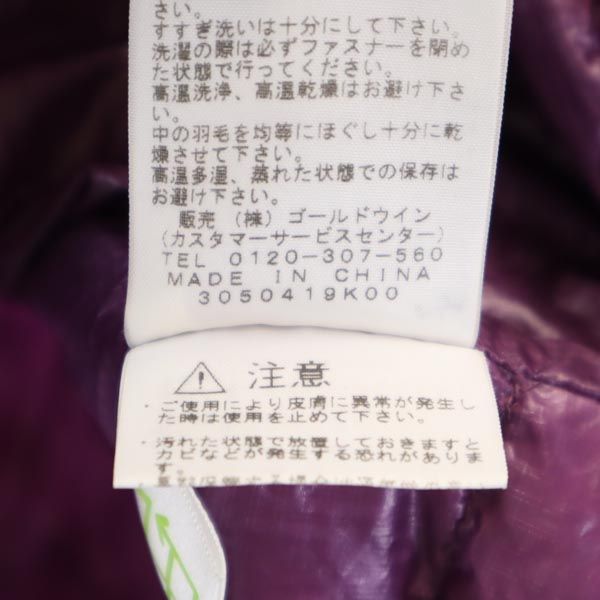 さい。
すすぎ洗いは十分にして下さい。
洗濯の際は必ずファスナーを閉め
た状態で行ってください。
高温洗浄、高温乾燥はお避け下さ
い。
中の羽毛を均等にほぐし十分に乾
燥させて下さい。
高温多湿、蒸れた状態での保存は
お避け下さい。
販売 (株) ゴールドウイン
(カスタマーサービスセンター)
TEL 0120-307-560
MADE IN CHINA
3050419K00
注意
・ご使用により皮膚に異常が発生し
た時は使用を止めて下さい。
・汚れた状態で放置しておきますと
カビなどが発生する恐れがありま
す。